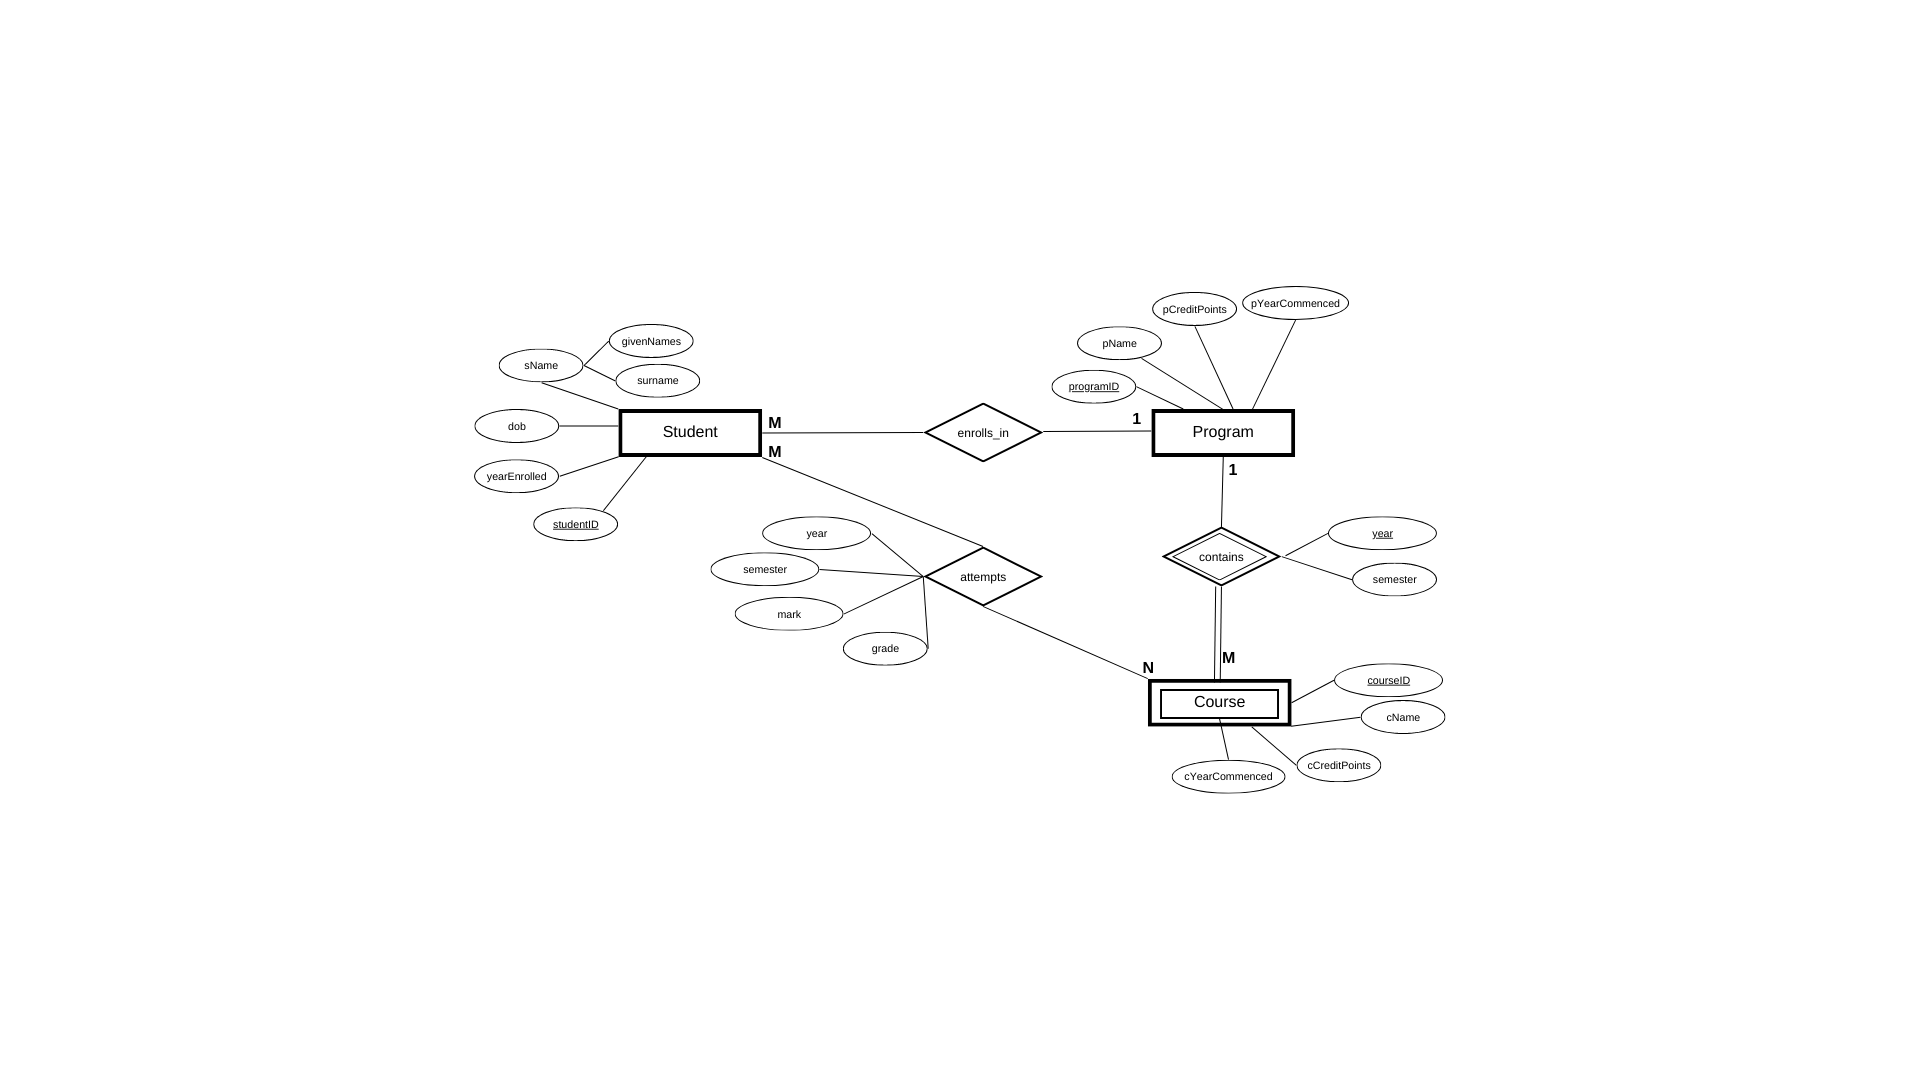 pYearCommenced
pCreditPoints
givenNames
pName
sName
surname
programID
dob
Student
M
enrolls_in
1
Program
M
yearEnrolled
1
studentID
year
year
contains
semester
attempts
semester
mark
grade
M
N
courseID
Course
cName
cCreditPoints
cYearCommenced